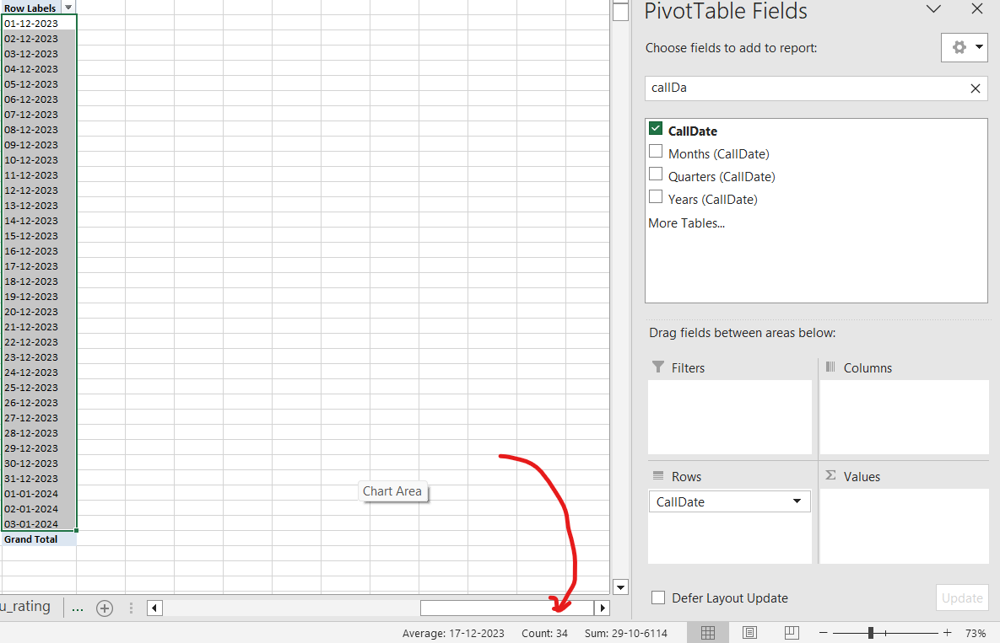 Row Labels
01-12-2023
02-12-2023
03-12-2023
04-12-2023
05-12-2023
06-12-2023
07-12-2023
08-12-2023
09-12-2023
10-12-2023
11-12-2023
12-12-2023
13-12-2023
14-12-2023
15-12-2023
16-12-2023
17-12-2023
18-12-2023
19-12-2023
20-12-2023
21-12-2023
22-12-2023
23-12-2023
24-12-2023
25-12-2023
26-12-2023
27-12-2023
28-12-2023
29-12-2023
30-12-2023
31-12-2023
01-01-2024
02-01-2024
03-01-2024
Grand Total
Chart Area
u_rating
...
Average: 17-12-2023 Count: 34 Sum: 29-10-6114
73%
PivotTable Fields
Choose fields to add to report:
callDa
CallDate
Months (CallDate)
Quarters (CallDate)
Years (CallDate)
More Tables...
Drag fields between areas below:
Filters
Columns
Rows
Σ Values
CallDate
Defer Layout Update
Update